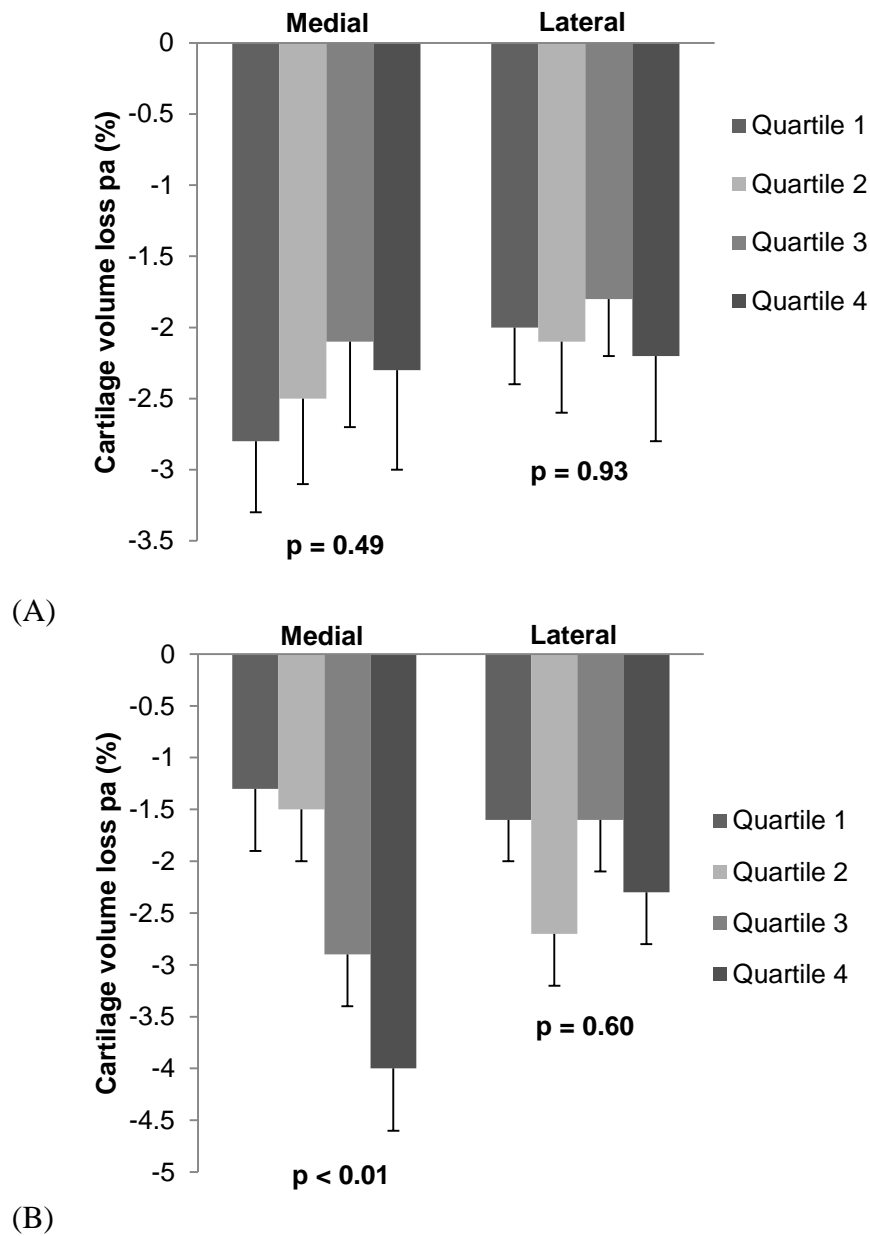 Medial Lateral
0
-0.5
-1
-1.5
-2
-2.5
-3
-3.5
Cartilage volume loss pa (%)
Quartile 1
Quartile 2
Quartile 3
Quartile 4
p = 0.93
p = 0.49
(A)
Medial Lateral
0
-0.5
-1
-1.5
-2
-2.5
-3
-3.5
-4
-4.5
-5
Cartilage volume loss pa (%)
Quartile 1
Quartile 2
Quartile 3
Quartile 4
p = 0.60
p < 0.01
(B)